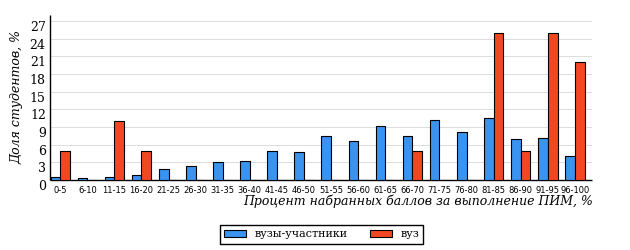 Доля студентов, %
27
24
21
18
15
12
9
6
3
0
0-5 6-10 11-15 16-20 21-25 26-30 31-35 36-40 41-45 46-50 51-55 56-60 61-65 66-70 71-75 76-80 81-85 86-90 91-95 96-100
Процент набранных баллов за выполнение ПИМ, %
вузы-участники вуз